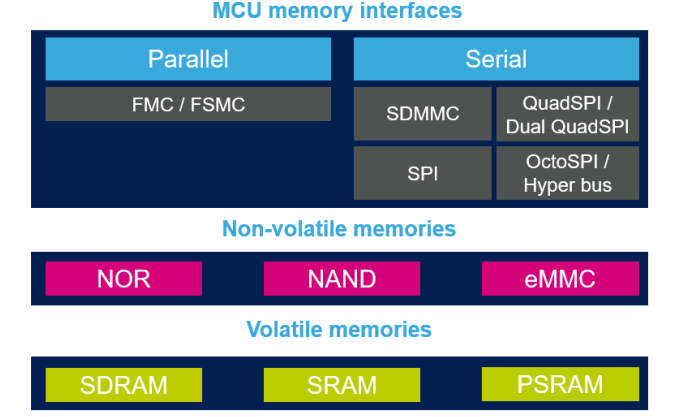 MCU memory interfaces
Parallel
Serial
FMC / FSMC
SDMMC
QuadSPI /
Dual QuadSPI
SPI
OctoSPI /
Hyper bus
Non-volatile memories
NOR
NAND
eMMC
Volatile memories
SDRAM
SRAM
PSRAM